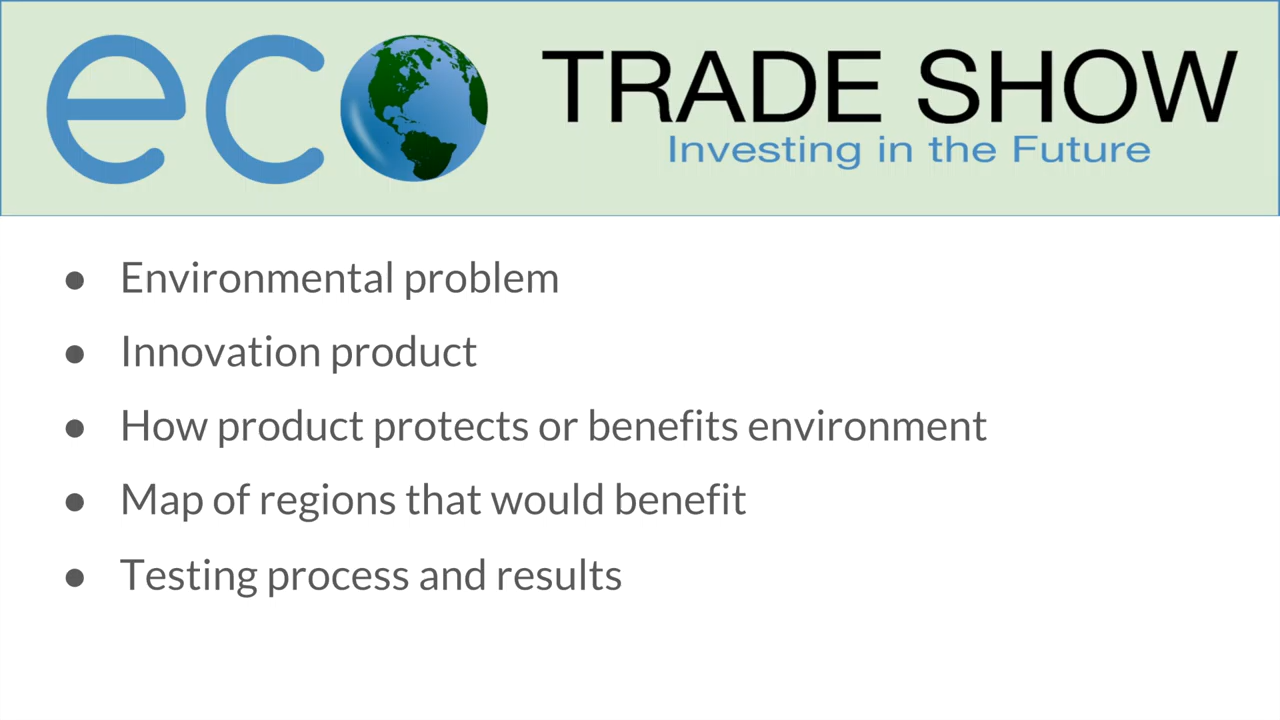 eco TRADE SHOW
Investing in the Future
● Environmental problem
● Innovation product
● How product protects or benefits environment
● Map of regions that would benefit
● Testing process and results